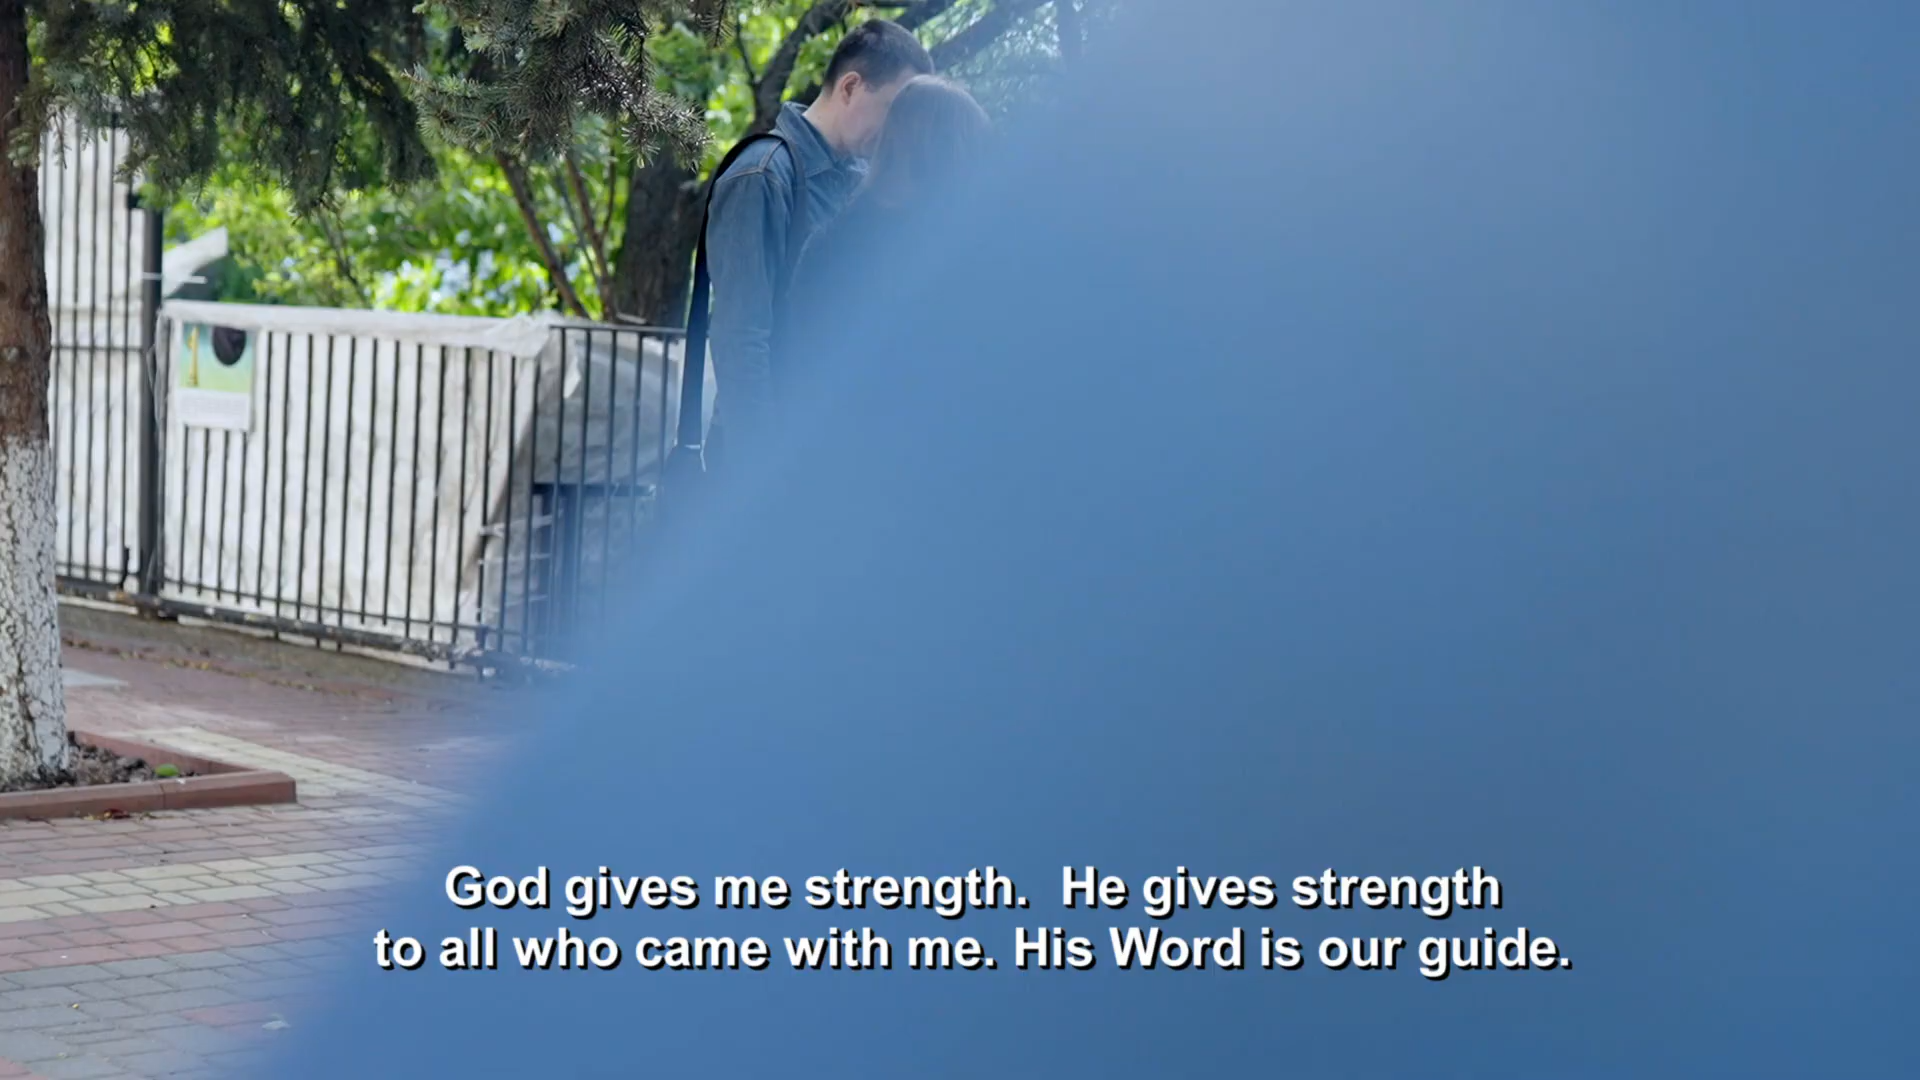 God gives me strength.  He gives strength
to all who came with me. His Word is our guide.